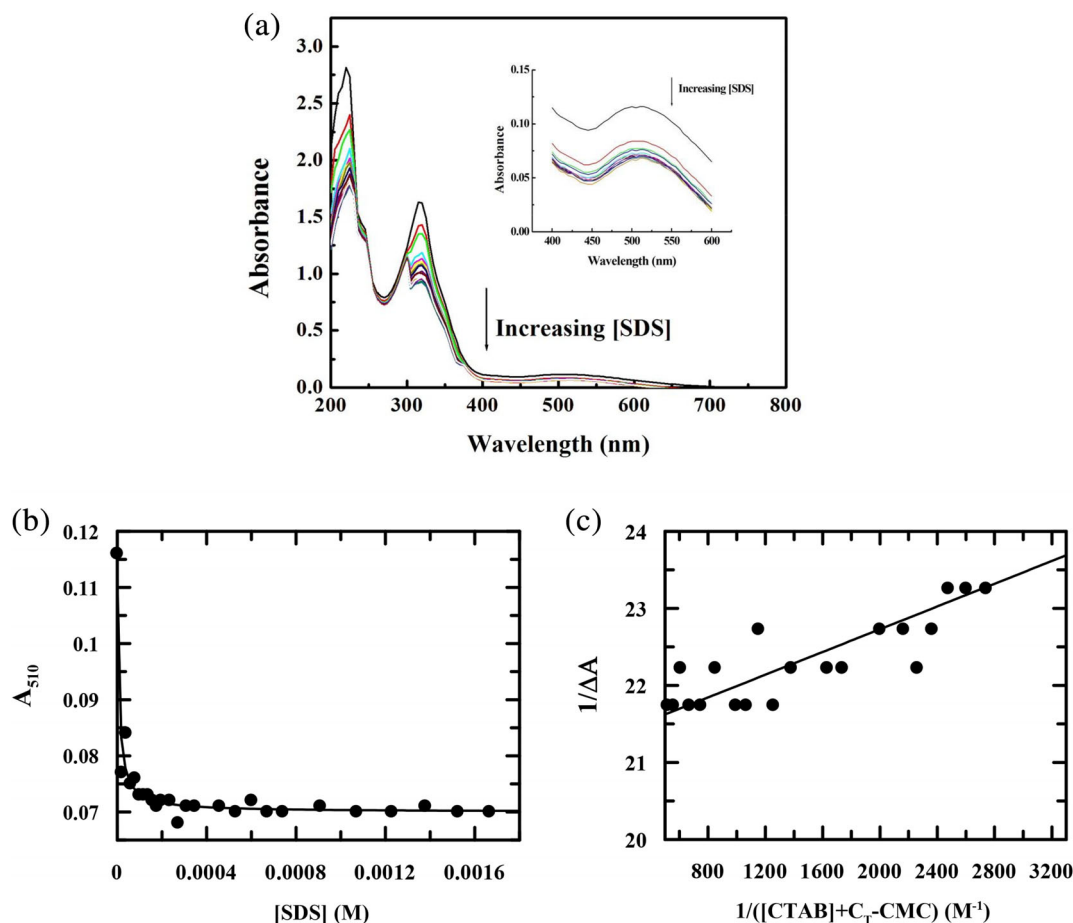 (a)
3.0
2.5
2.0
1.5
1.0
0.5
0.0
200 300 400 500 600 700 800
Absorbance
Wavelength (nm)
Increasing [SDS]
0.15
0.10
0.05
0.00
400 450 500 550 600
Absorbance
Wavelength (nm)
Increasing [SDS]
(b)
0.12
0.11
0.1
0.09
0.08
0.07
0 0.0004 0.0008 0.0012 0.0016
A510
[SDS] (M)
(c)
24
23
22
21
20
800 1200 1600 2000 2400 2800 3200
1/ΔA
1/([CTAB]+CT-CMC) (M-1)